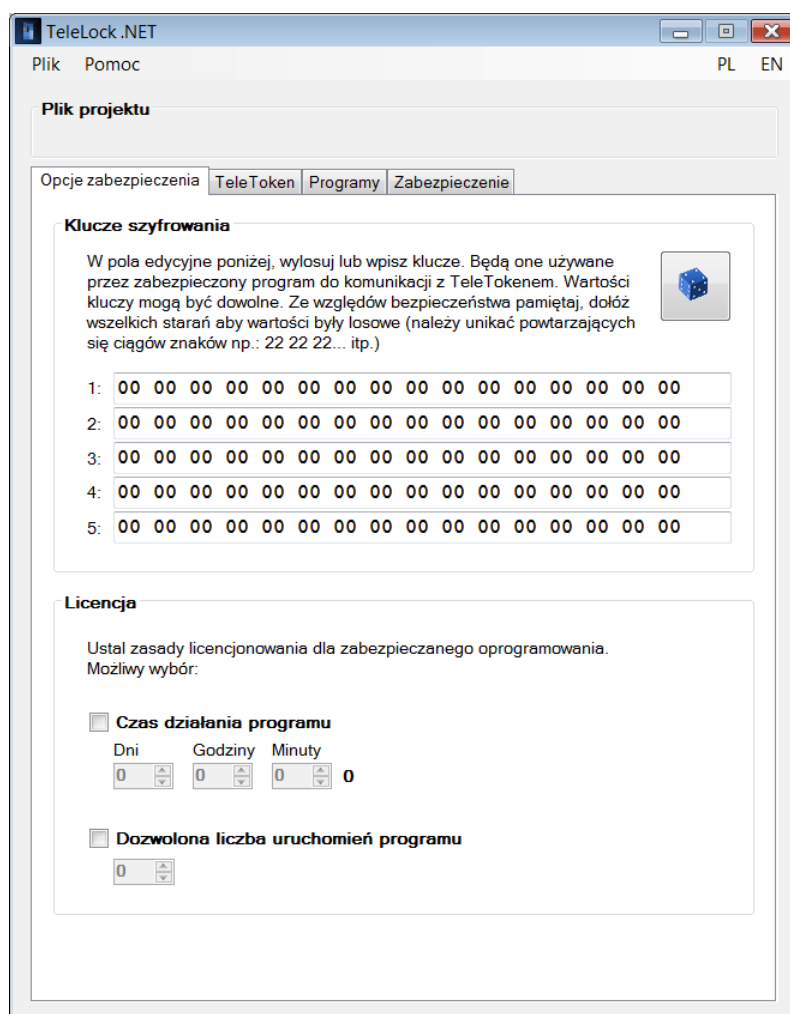 TeleLock .NET
Plik Pomoc PL EN
Plik projektu
Opcje zabezpieczenia TeleToken Programy Zabezpieczenie
Klucze szyfrowania
W pola edycyjne poniżej, wylosuj lub wpisz klucze. Będą one używane
przez zabezpieczony program do komunikacji z TeleTokenem. Wartości
kluczy mogą być dowolne. Ze względów bezpieczeństwa pamiętaj, dołóż
wszelkich starań aby wartości były losowe (należy unikać powtarzających
się ciągów znaków np.: 22 22 22... itp.)
1: 00 00 00 00 00 00 00 00 00 00 00 00 00 00 00 00
2: 00 00 00 00 00 00 00 00 00 00 00 00 00 00 00 00
3: 00 00 00 00 00 00 00 00 00 00 00 00 00 00 00 00
4: 00 00 00 00 00 00 00 00 00 00 00 00 00 00 00 00
5: 00 00 00 00 00 00 00 00 00 00 00 00 00 00 00 00
Licencja
Ustal zasady licencjonowania dla zabezpieczanego oprogramowania.
Możliwy wybór:
Czas działania programu
Dni Godziny Minuty
0 0 0 0
Dozwolona liczba uruchomień programu
0